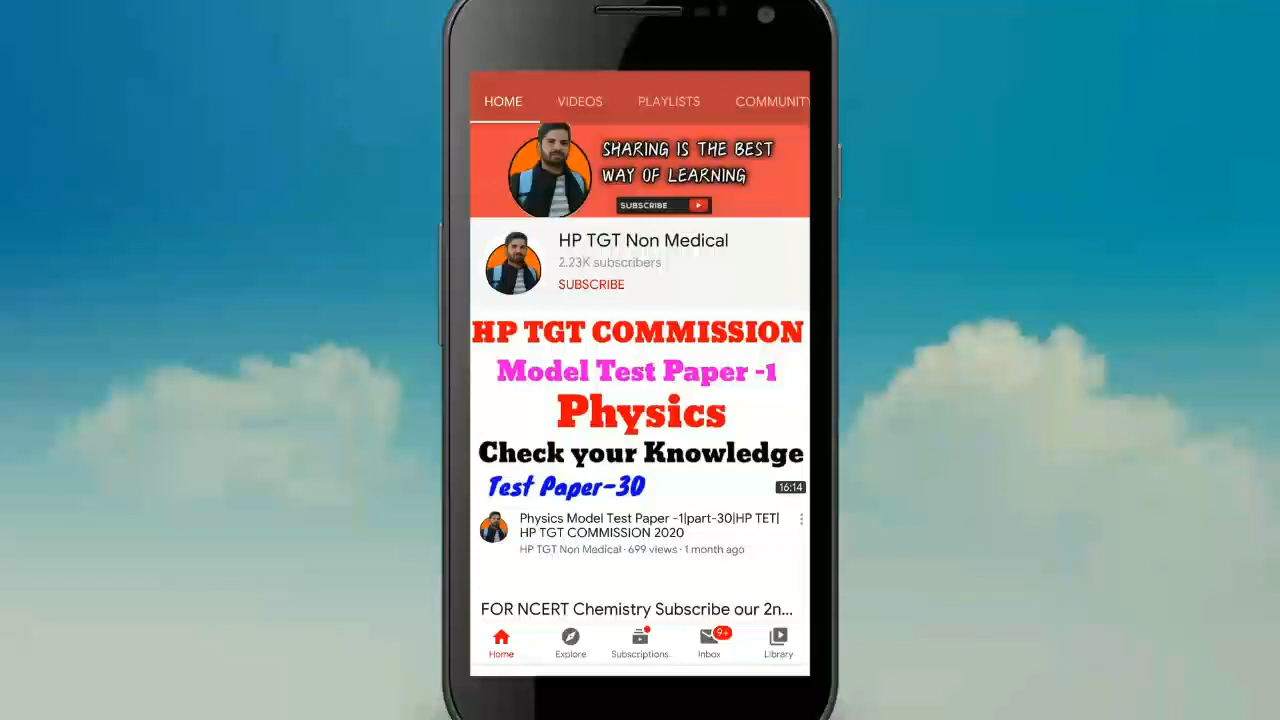 HOME VIDEOS PLAYLISTS COMMUNITY
SHARING IS THE BEST
WAY OF LEARNING
SUBSCRIBE
HP TGT Non Medical
2.23K subscribers
SUBSCRIBE
HP TGT COMMISSION
Model Test Paper -1
Physics
Check your Knowledge
Test Paper-30
16:14
Physics Model Test Paper -1|part-30|HP TET|
HP TGT COMMISSION 2020
HP TGT Non Medical · 699 views · 1 month ago
FOR NCERT Chemistry Subscribe our 2n...
9+
Home Explore Subscriptions Inbox Library